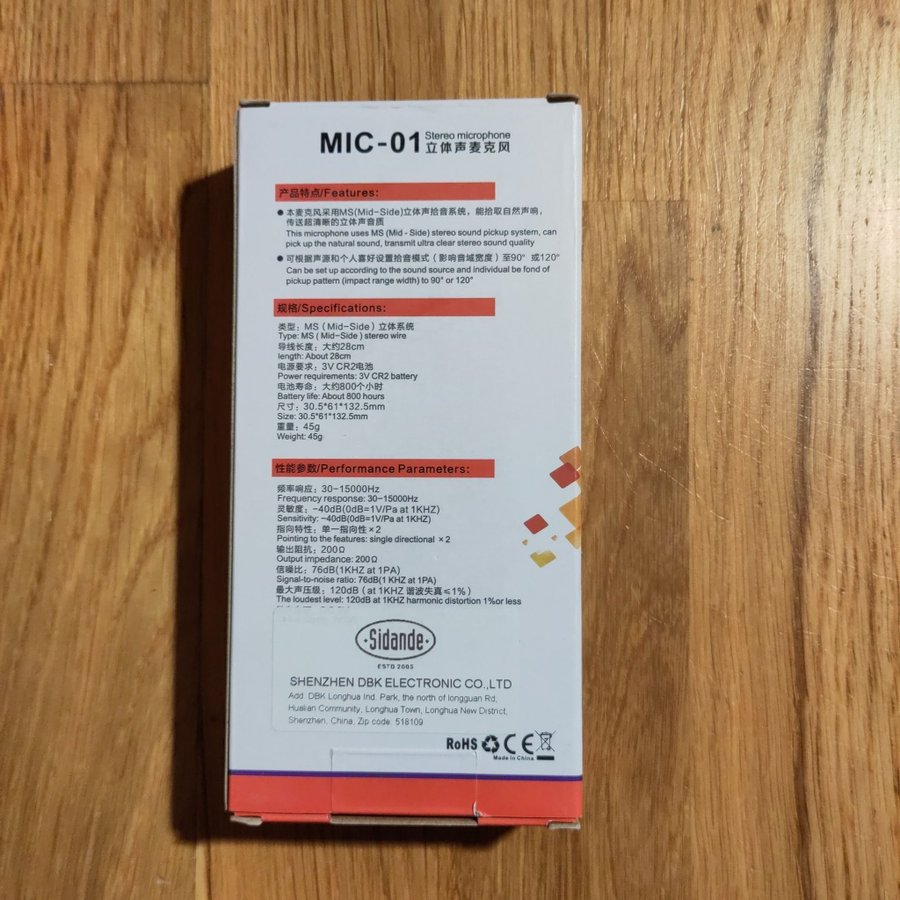 MIC-01 Stereo microphone
立体声麦克风
产品特点/Features:
● 本麦克风采用MS(Mid-Side)立体声拾音系统，能拾取自然声响，
传送超清晰的立体声音质
This microphone uses MS (Mid - Side) stereo sound pickup system, can
pick up the natural sound, transmit ultra clear stereo sound quality
● 可根据声源和个人喜好设置拾音模式（影响音域宽度）至90° 或120°
Can be set up according to the sound source and individual be fond of
pickup pattern (impact range width) to 90° or 120°
规格/Specifications:
类型：MS（Mid-Side）立体系统
Type: MS ( Mid-Side ) stereo wire
导线长度：大约28cm
length: About 28cm
电源要求：3V CR2电池
Power requirements: 3V CR2 battery
电池寿命：大约800个小时
Battery life: About 800 hours
尺寸：30.5*61*132.5mm
Size: 30.5*61*132.5mm
重量：45g
Weight: 45g
性能参数/Performance Parameters:
频率响应：30-15000Hz
Frequency response: 30-15000Hz
灵敏度：-40dB(0dB=1V/Pa at 1KHZ)
Sensitivity: -40dB(0dB=1V/Pa at 1KHZ)
指向特性：单一指向性×2
Pointing to the features: single directional ×2
输出阻抗：200Ω
Output impedance: 200Ω
信噪比：76dB(1KHZ at 1PA)
Signal-to-noise ratio: 76dB(1 KHZ at 1PA)
最大声压级：120dB（at 1KHZ 谐波失真≤1%）
The loudest level: 120dB at 1KHZ harmonic distortion 1%or less
·Sidande·
ESTD 2005
SHENZHEN DBK ELECTRONIC CO.,LTD
Add: DBK Longhua Ind. Park, the north of longguan Rd,
Hualian Community, Longhua Town, Longhua New District,
Shenzhen, China, Zip code: 518109
RoHS CE
Made in China